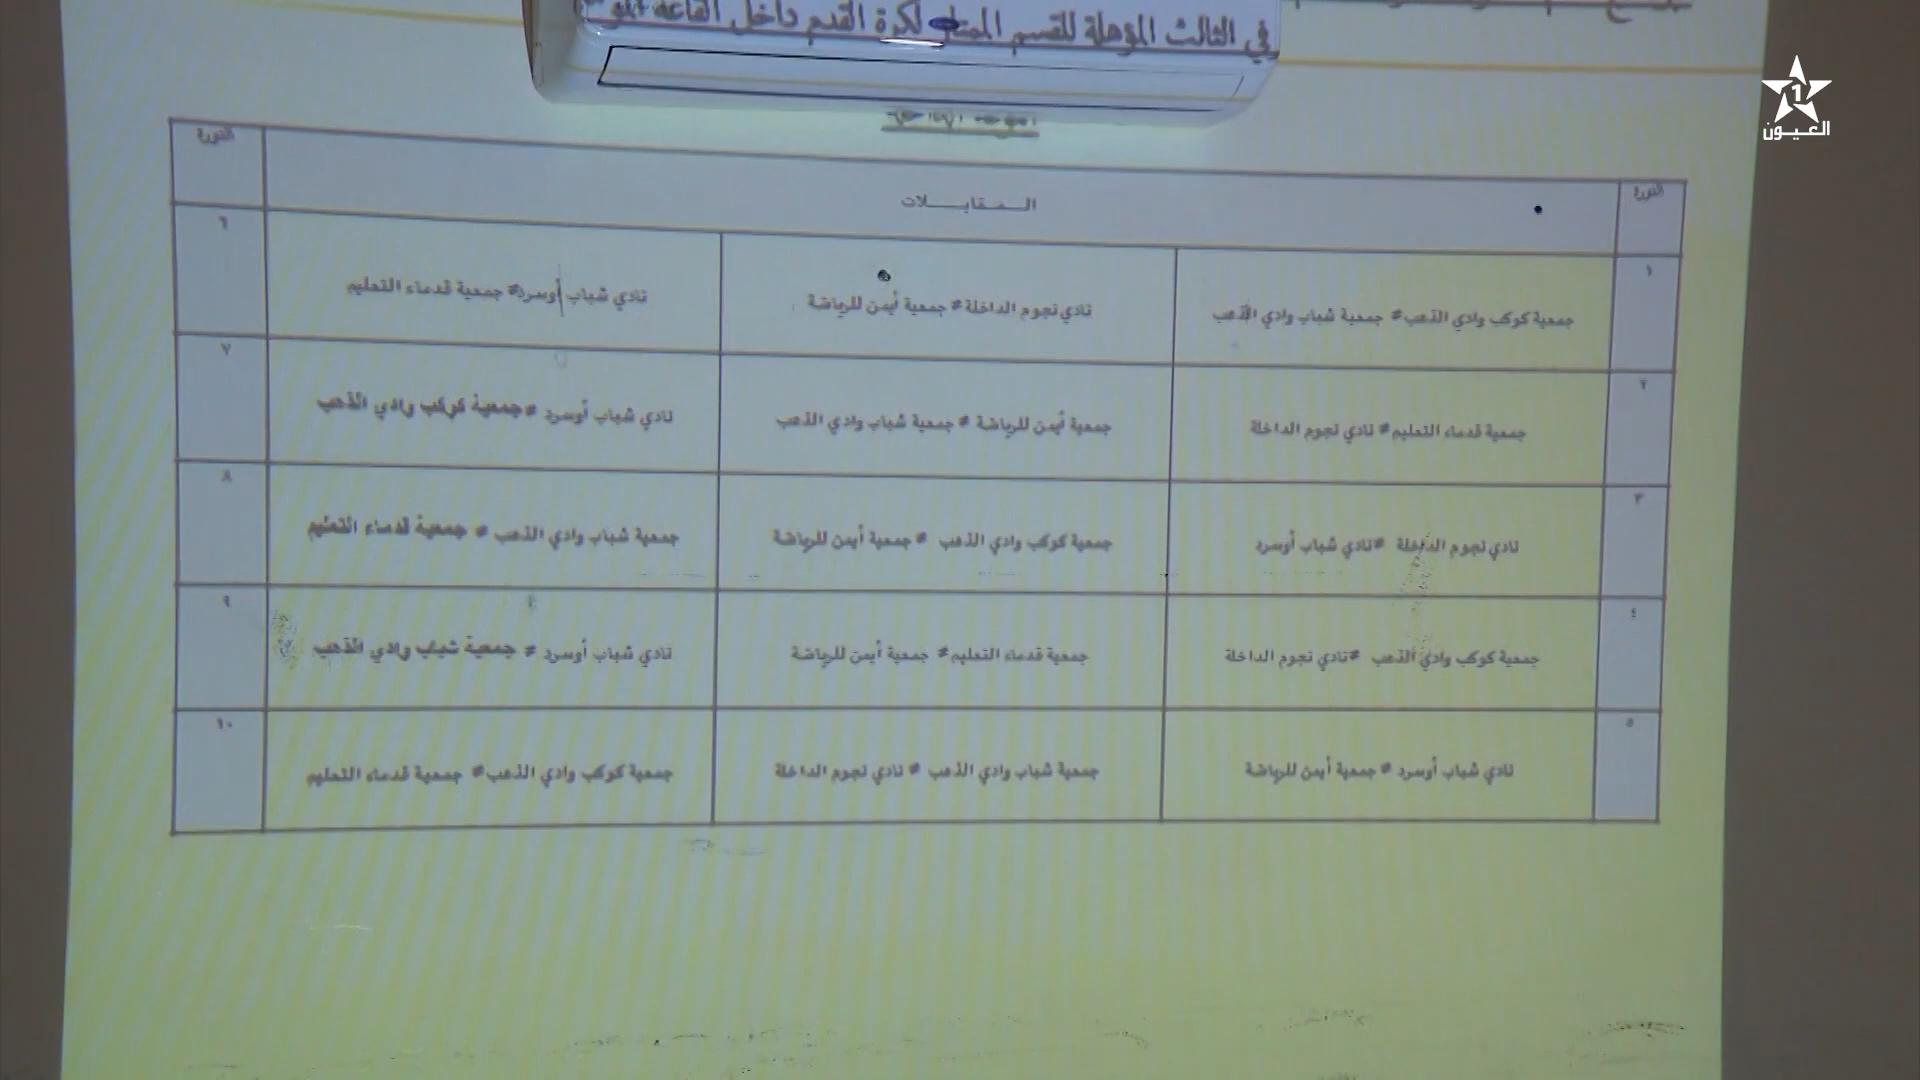 في الثالث المؤهلة للقسم الممتاز لكرة القدم داخل القاعة
العيون
الدورة
المقابلات
الدورة
١
جمعية كوكب وادي الذهب≠ جمعية شباب وادي الذهب
نادي نجوم الداخلة≠ جمعية أيمن للرياضة
نادي شباب أوسرد≠ جمعية قدماء التعليم
٦
٢
جمعية قدماء التعليم≠ نادي نجوم الداخلة
جمعية أيمن للرياضة ≠ جمعية شباب وادي الذهب
نادي شباب أوسرد ≠ جمعية كوكب وادي الذهب
٧
٣
نادي نجوم الداخلة ≠نادي شباب أوسرد
جمعية كوكب وادي الذهب ≠ جمعية أيمن للرياضة
جمعية شباب وادي الذهب ≠ جمعية قدماء التعليم
٨
٤
جمعية كوكب وادي الذهب ≠نادي نجوم الداخلة
جمعية قدماء التعليم≠ جمعية أيمن للرياضة
نادي شباب أوسرد ≠ جمعية شباب وادي الذهب
٩
٥
نادي شباب أوسرد ≠ جمعية أيمن للرياضة
جمعية شباب وادي الذهب ≠ نادي نجوم الداخلة
جمعية كوكب وادي الذهب≠ جمعية قدماء التعليم
١٠